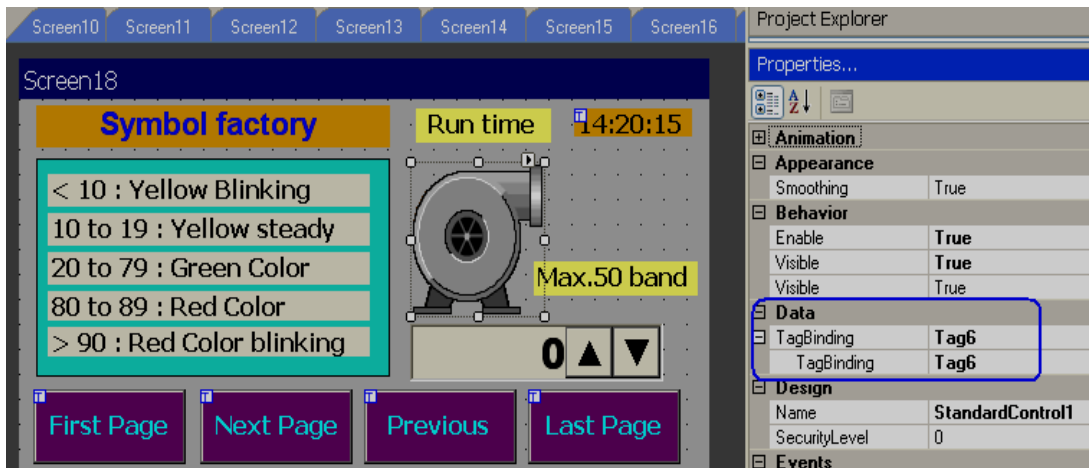 Screen10 Screen11 Screen12 Screen13 Screen14 Screen15 Screen16
Screen18
Symbol factory
Run time
14:20:15
< 10 : Yellow Blinking
10 to 19 : Yellow steady
20 to 79 : Green Color
80 to 89 : Red Color
> 90 : Red Color blinking
Max.50 band
0
First Page
Next Page
Previous
Last Page
Project Explorer
Properties...
Animation
Appearance
Smoothing True
Behavior
Enable True
Visible True
Visible True
Data
TagBinding Tag6
TagBinding Tag6
Design
Name StandardControl1
SecurityLevel 0
Events